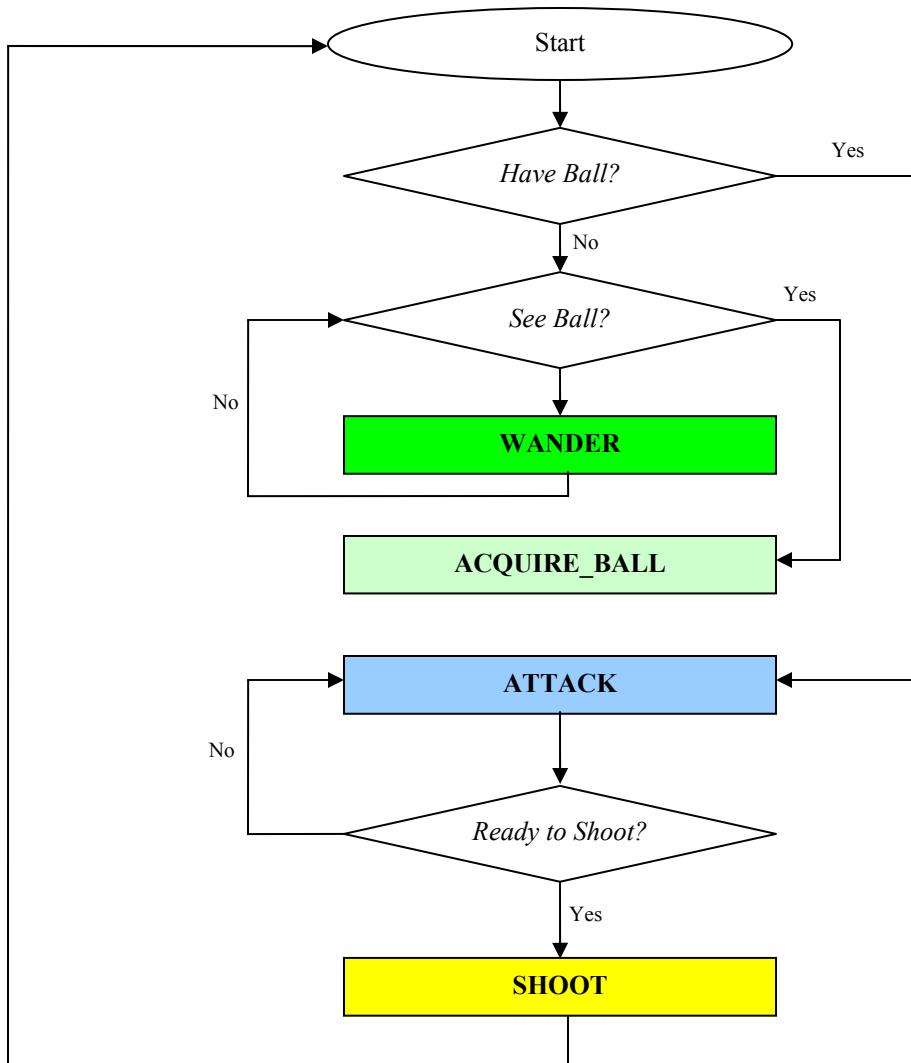 Start
Yes
Have Ball?
No
Yes
See Ball?
No
WANDER
ACQUIRE_BALL
ATTACK
No
Ready to Shoot?
Yes
SHOOT